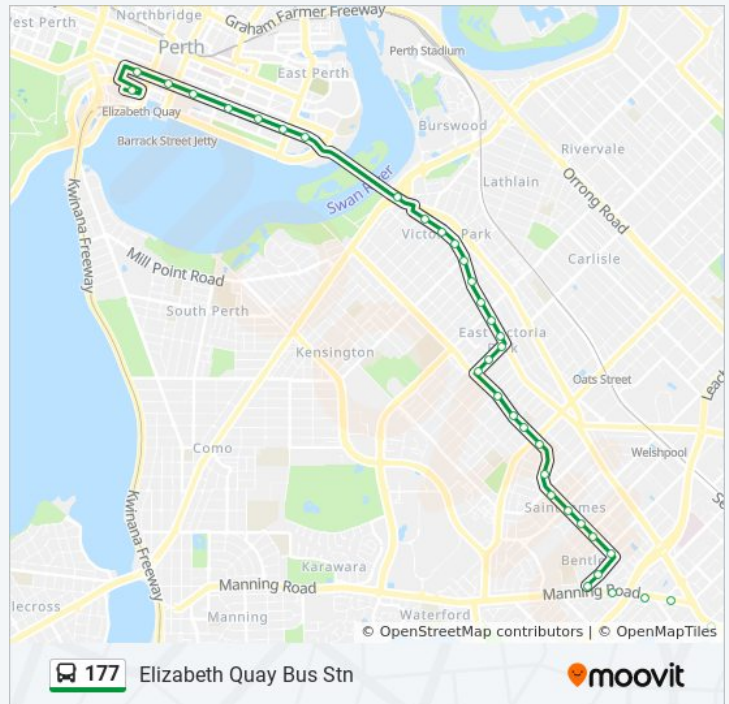 Northbridge
West Perth
Graham Farmer Freeway
Perth
Perth Stadium
East Perth
Elizabeth Quay
Burswood
Barrack Street Jetty
Rivervale
Orrong Road
Lathlain
Swan River
Kwinana Freeway
Victoria Park
Mill Point Road
Carlisle
South Perth
East Victoria
Park
Kensington
Oats Street
Leach
Como
Welshpool
Kwinana Freeway
Saint James
Karawara
Bentley
Manning Road
Manning Road
lecross
Manning
Waterford
© OpenStreetMap contributors | © OpenMapTiles
177 Elizabeth Quay Bus Stn
moovit